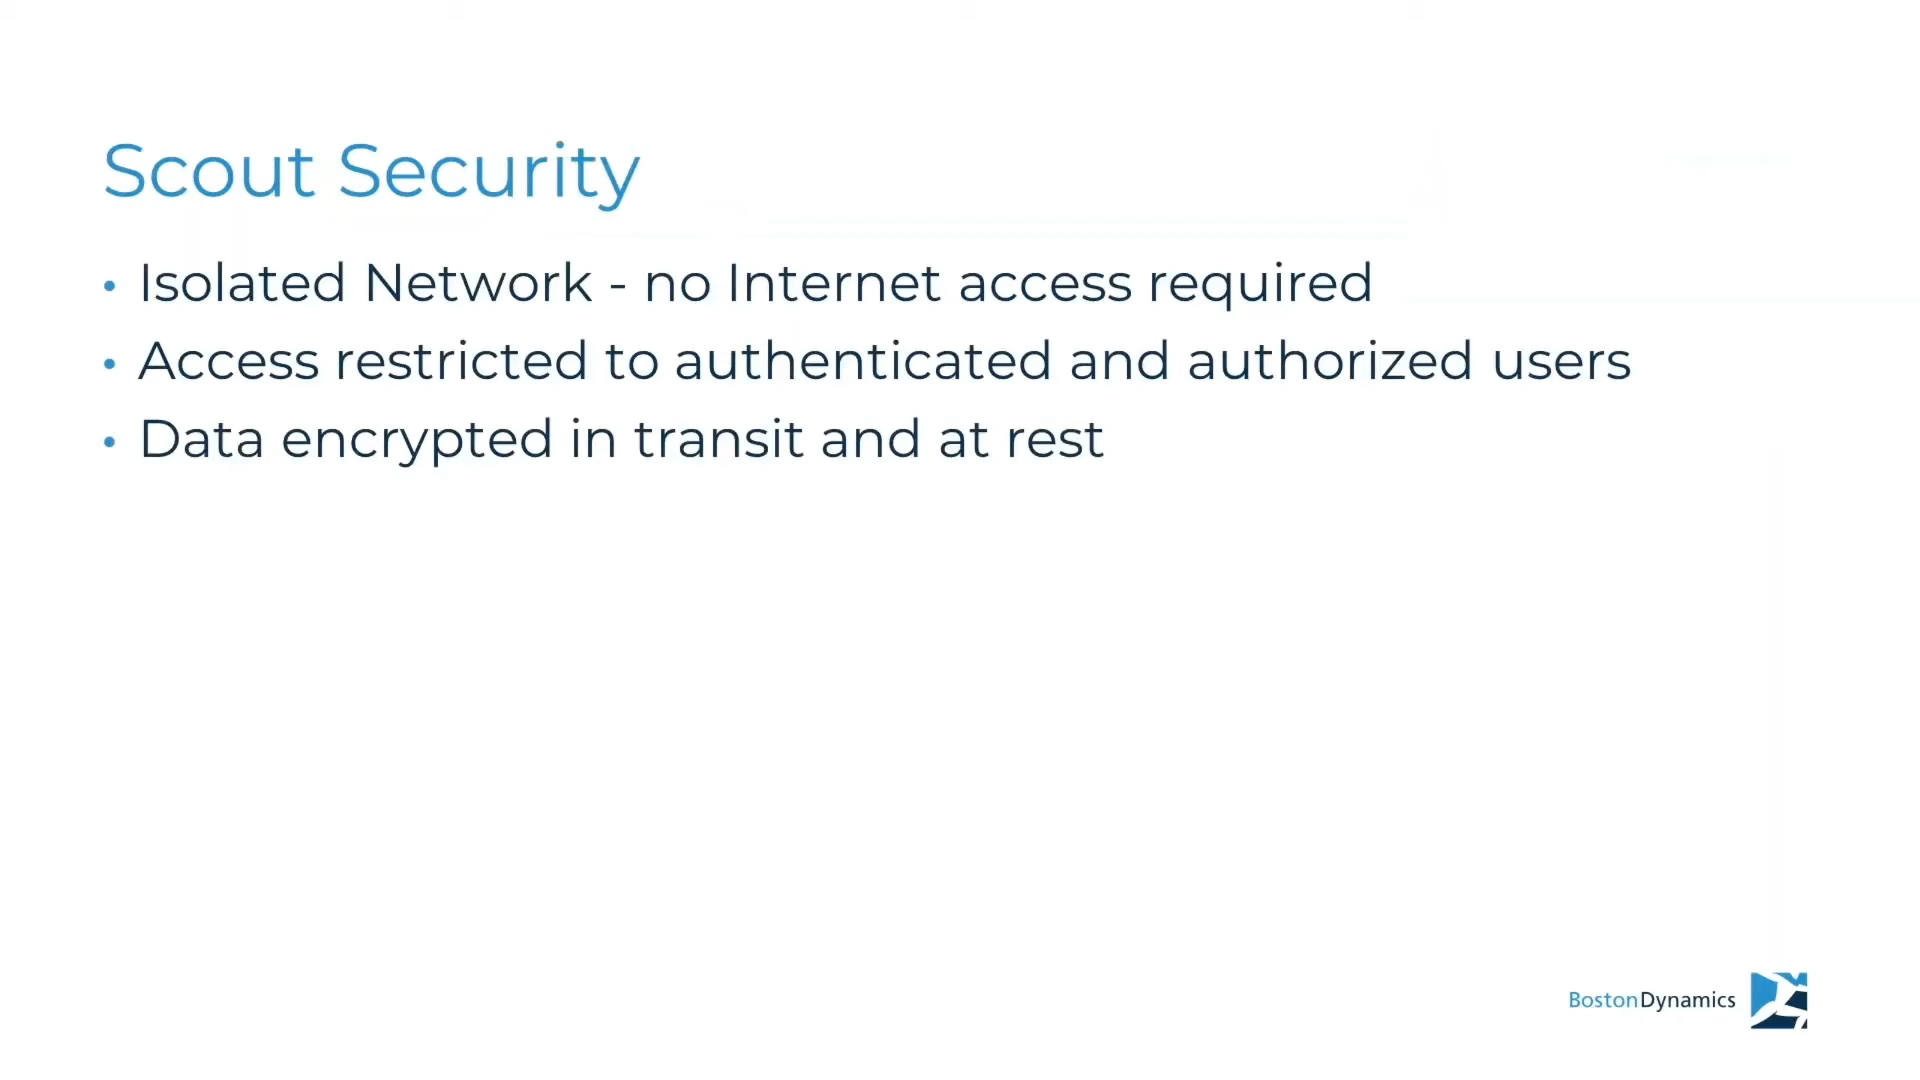 Scout Security
• Isolated Network - no Internet access required
• Access restricted to authenticated and authorized users
• Data encrypted in transit and at rest
BostonDynamics